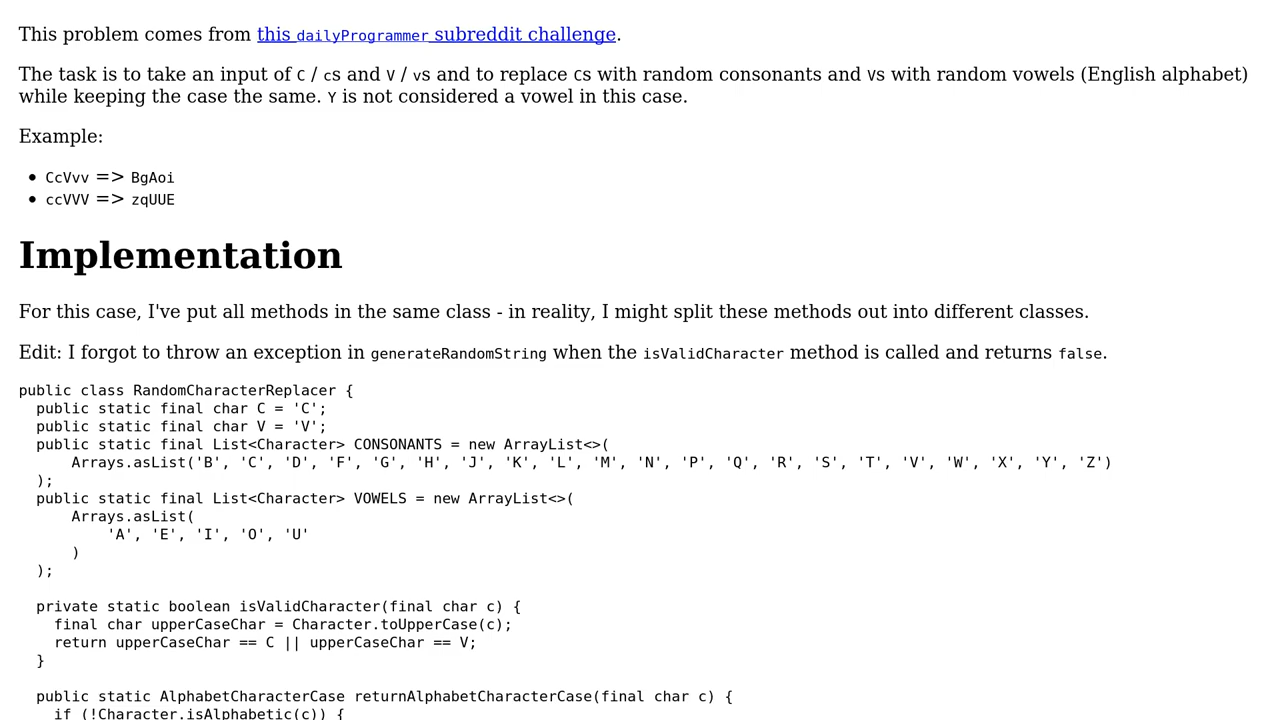 This problem comes from this dailyProgrammer subreddit challenge.
The task is to take an input of C / cs and V / vs and to replace Cs with random consonants and Vs with random vowels (English alphabet)
while keeping the case the same. Y is not considered a vowel in this case.
Example:
• CcVvv => BgAoi
• ccVVV => zqUUE
Implementation
For this case, I've put all methods in the same class - in reality, I might split these methods out into different classes.
Edit: I forgot to throw an exception in generateRandomString when the isValidCharacter method is called and returns false.
public class RandomCharacterReplacer {
  public static final char C = 'C';
  public static final char V = 'V';
  public static final List<Character> CONSONANTS = new ArrayList<>(
      Arrays.asList('B', 'C', 'D', 'F', 'G', 'H', 'J', 'K', 'L', 'M', 'N', 'P', 'Q', 'R', 'S', 'T', 'V', 'W', 'X', 'Y', 'Z')
  );
  public static final List<Character> VOWELS = new ArrayList<>(
      Arrays.asList(
          'A', 'E', 'I', 'O', 'U'
      )
  );
  private static boolean isValidCharacter(final char c) {
    final char upperCaseChar = Character.toUpperCase(c);
    return upperCaseChar == C || upperCaseChar == V;
  }
  public static AlphabetCharacterCase returnAlphabetCharacterCase(final char c) {
    if (!Character.isAlphabetic(c)) {